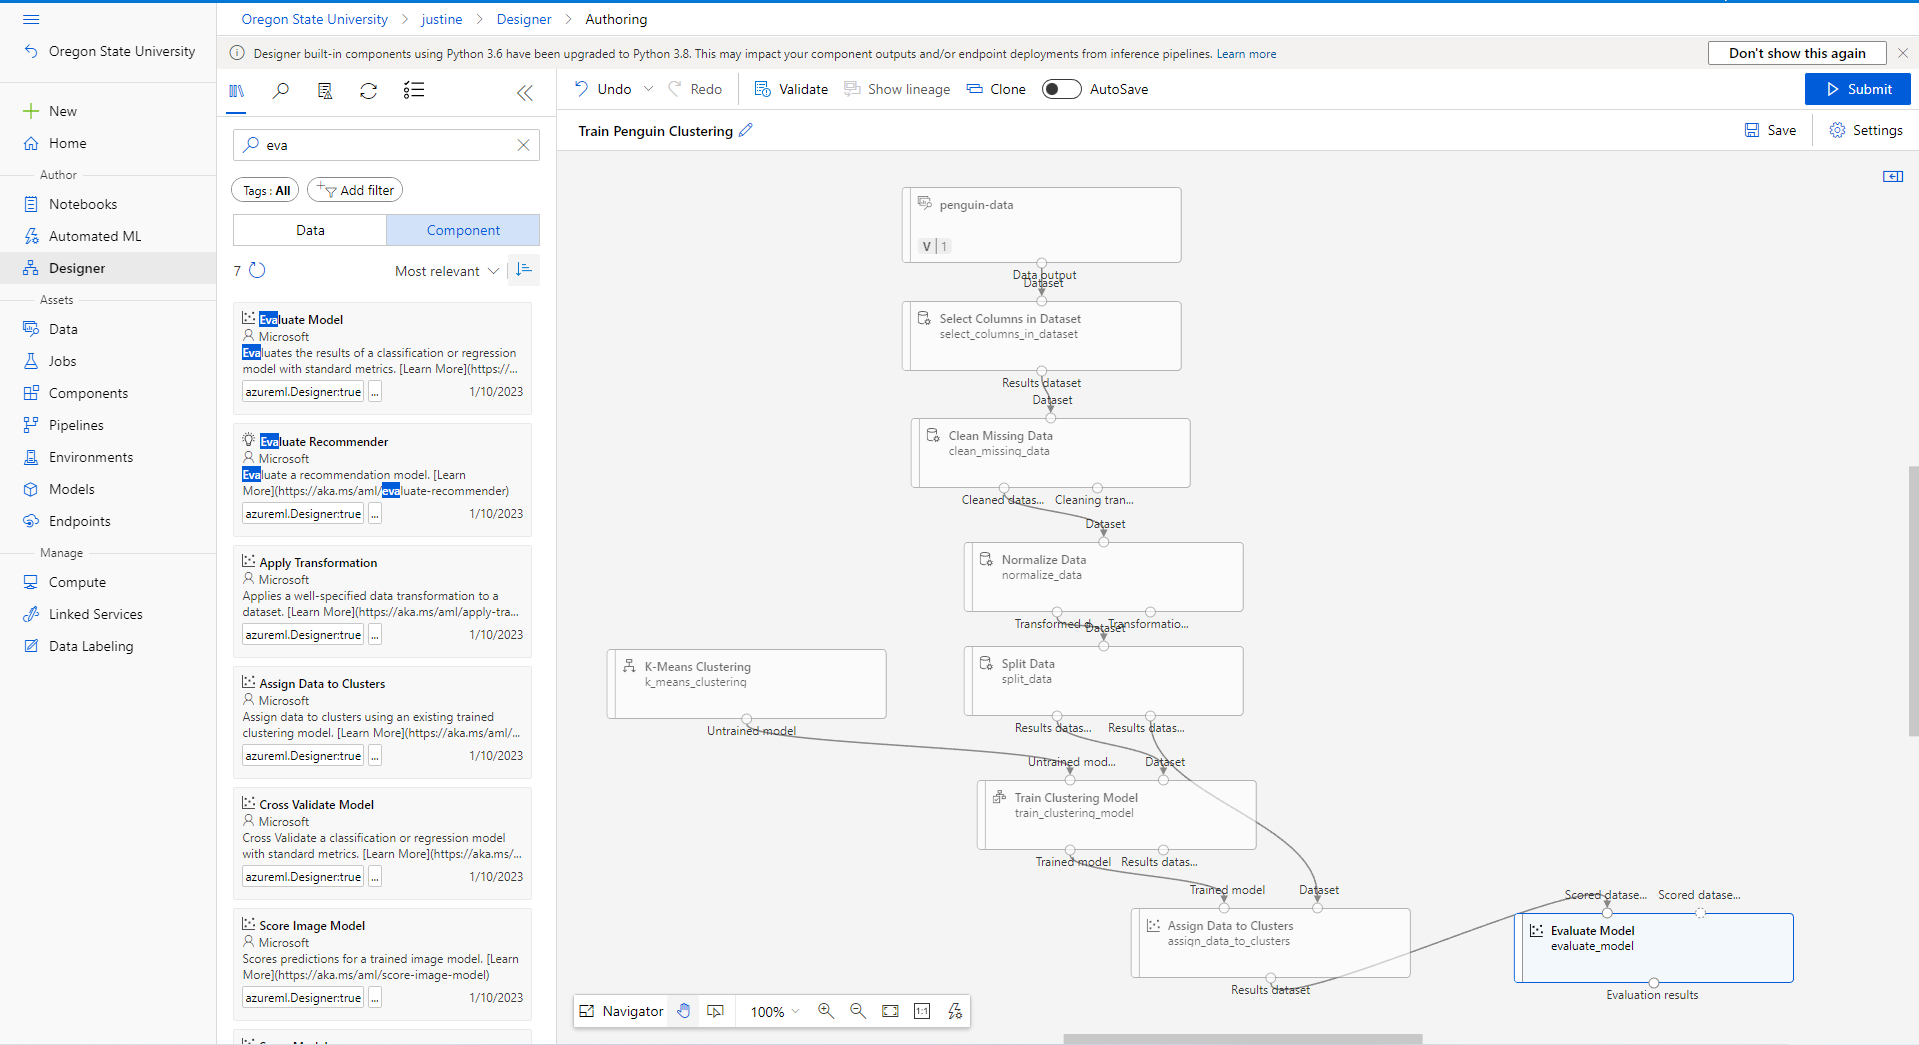 Oregon State University > justine > Designer > Authoring
Oregon State University
Designer built-in components using Python 3.6 have been upgraded to Python 3.8. This may impact your component outputs and/or endpoint deployments from inference pipelines. Learn more
Don't show this again
New
Home
Author
Notebooks
Automated ML
Designer
Assets
Data
Jobs
Components
Pipelines
Environments
Models
Endpoints
Manage
Compute
Linked Services
Data Labeling
eva
Tags : All
Add filter
Data
Component
7
Most relevant
Evaluate Model
Microsoft
Evaluates the results of a classification or regression
model with standard metrics. [Learn More](https://...
azureml.Designer:true ... 1/10/2023
Evaluate Recommender
Microsoft
Evaluate a recommendation model. [Learn
More](https://aka.ms/aml/evaluate-recommender)
azureml.Designer:true ... 1/10/2023
Apply Transformation
Microsoft
Applies a well-specified data transformation to a
dataset. [Learn More](https://aka.ms/aml/apply-tra...
azureml.Designer:true ... 1/10/2023
Assign Data to Clusters
Microsoft
Assign data to clusters using an existing trained
clustering model. [Learn More](https://aka.ms/aml/...
azureml.Designer:true ... 1/10/2023
Cross Validate Model
Microsoft
Cross Validate a classification or regression model
with standard metrics. [Learn More](https://aka.ms/...
azureml.Designer:true ... 1/10/2023
Score Image Model
Microsoft
Scores predictions for a trained image model. [Learn
More](https://aka.ms/aml/score-image-model)
azureml.Designer:true ... 1/10/2023
Undo
Redo
Validate
Show lineage
Clone
AutoSave
Submit
Train Penguin Clustering
Save
Settings
penguin-data
V 1
Data output
Dataset
Select Columns in Dataset
select_columns_in_dataset
Results dataset
Dataset
Clean Missing Data
clean_missing_data
Cleaned datas... Cleaning tran...
Dataset
Normalize Data
normalize_data
Transformed d... Transformatio...
Dataset
Split Data
split_data
Results datas... Results datas...
K-Means Clustering
k_means_clustering
Untrained model
Untrained mod... Dataset
Train Clustering Model
train_clustering_model
Trained model Results datas...
Trained model Dataset
Assign Data to Clusters
assign_data_to_clusters
Results dataset
Scored datase... Scored datase...
Evaluate Model
evaluate_model
Evaluation results
Navigator
100%
1:1